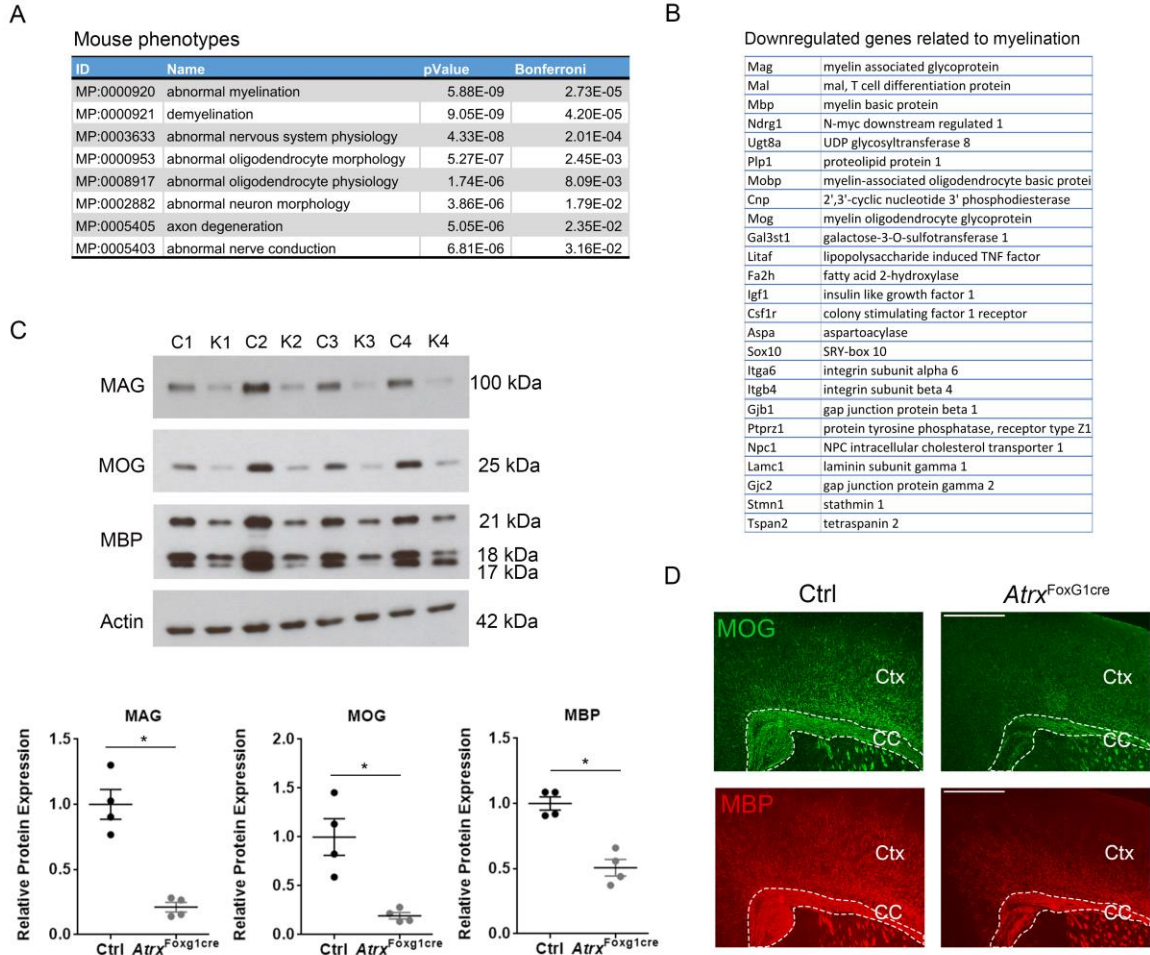 A
Mouse phenotypes
ID Name pValue Bonferroni
MP:0000920 abnormal myelination 5.88E-09 2.73E-05
MP:0000921 demyelination 9.05E-09 4.20E-05
MP:0003633 abnormal nervous system physiology 4.33E-08 2.01E-04
MP:0000953 abnormal oligodendrocyte morphology 5.27E-07 2.45E-03
MP:0008917 abnormal oligodendrocyte physiology 1.74E-06 8.09E-03
MP:0002882 abnormal neuron morphology 3.86E-06 1.79E-02
MP:0005405 axon degeneration 5.05E-06 2.35E-02
MP:0005403 abnormal nerve conduction 6.81E-06 3.16E-02
B
Downregulated genes related to myelination
Mag myelin associated glycoprotein
Mal mal, T cell differentiation protein
Mbp myelin basic protein
Ndrg1 N-myc downstream regulated 1
Ugt8a UDP glycosyltransferase 8
Plp1 proteolipid protein 1
Mobp myelin-associated oligodendrocyte basic protei
Cnp 2',3'-cyclic nucleotide 3' phosphodiesterase
Mog myelin oligodendrocyte glycoprotein
Gal3st1 galactose-3-O-sulfotransferase 1
Litaf lipopolysaccharide induced TNF factor
Fa2h fatty acid 2-hydroxylase
Igf1 insulin like growth factor 1
Csf1r colony stimulating factor 1 receptor
Aspa aspartoacylase
Sox10 SRY-box 10
Itga6 integrin subunit alpha 6
Itgb4 integrin subunit beta 4
Gjb1 gap junction protein beta 1
Ptprz1 protein tyrosine phosphatase, receptor type Z1
Npc1 NPC intracellular cholesterol transporter 1
Lamc1 laminin subunit gamma 1
Gjc2 gap junction protein gamma 2
Stmn1 stathmin 1
Tspan2 tetraspanin 2
C
C1 K1 C2 K2 C3 K3 C4 K4
MAG 100 kDa
MOG 25 kDa
MBP 21 kDa
18 kDa
17 kDa
Actin 42 kDa
MAG
Relative Protein Expression
1.5
*
1.0
0.5
0.0
Ctrl Atrx^Foxg1cre
MOG
Relative Protein Expression
2.0
*
1.5
1.0
0.5
0.0
Ctrl Atrx^Foxg1cre
MBP
Relative Protein Expression
1.5
*
1.0
0.5
0.0
Ctrl Atrx^Foxg1cre
D
Ctrl Atrx^FoxG1cre
MOG
Ctx Ctx
CC CC
MBP
Ctx Ctx
CC CC